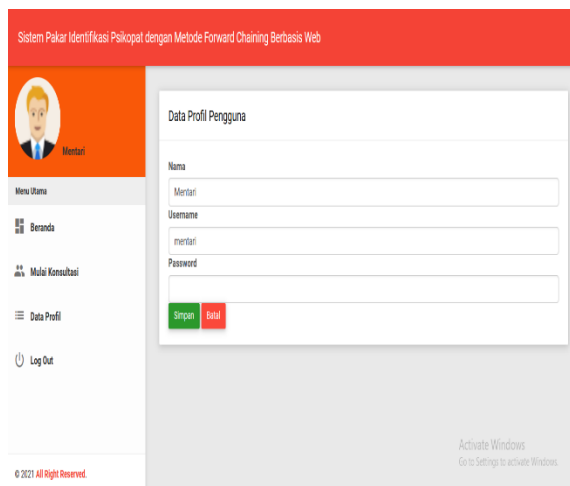 Sistem Pakar Identifikasi Psikopat dengan Metode Forward Chaining Berbasis Web
Mentari
Menu Utama
Beranda
Mulai Konsultasi
Data Profil
Log Out
© 2021 All Right Reserved.
Data Profil Pengguna
Nama
Mentari
Username
mentari
Password
Simpan Batal
Activate Windows
Go to Settings to activate Windows.